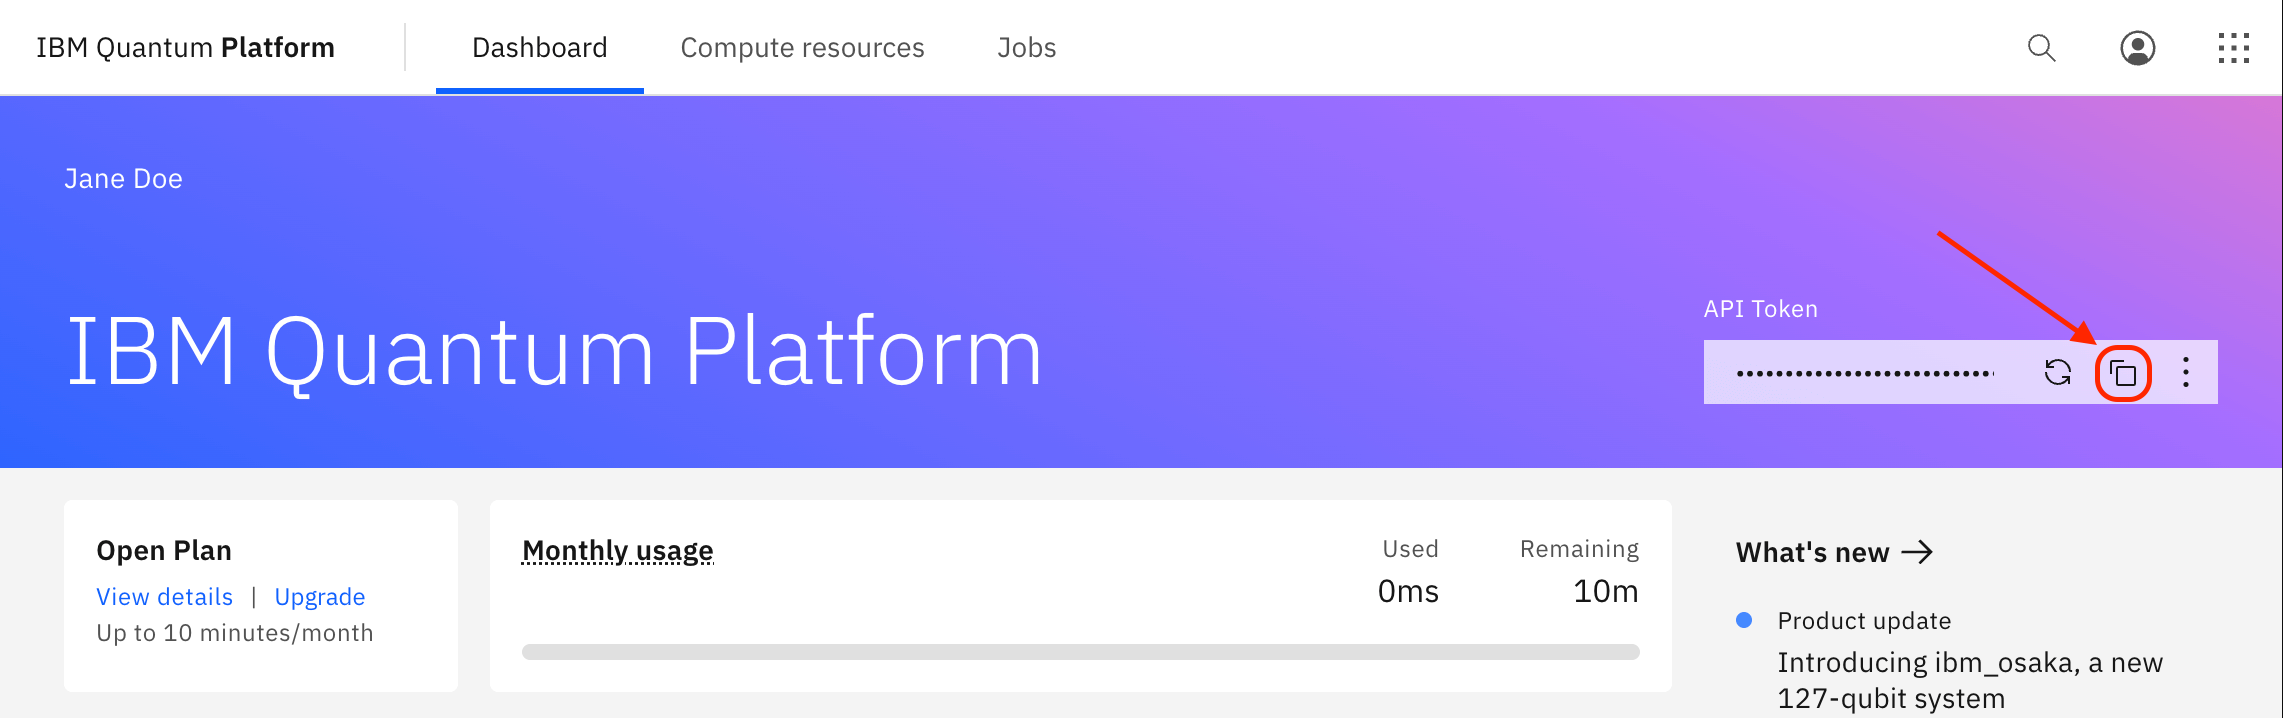 IBM Quantum Platform
Dashboard
Compute resources
Jobs
Jane Doe
IBM Quantum Platform
API Token
Open Plan
View details | Upgrade
Up to 10 minutes/month
Monthly usage
Used
0ms
Remaining
10m
What's new
Product update
Introducing ibm_osaka, a new
127-qubit system